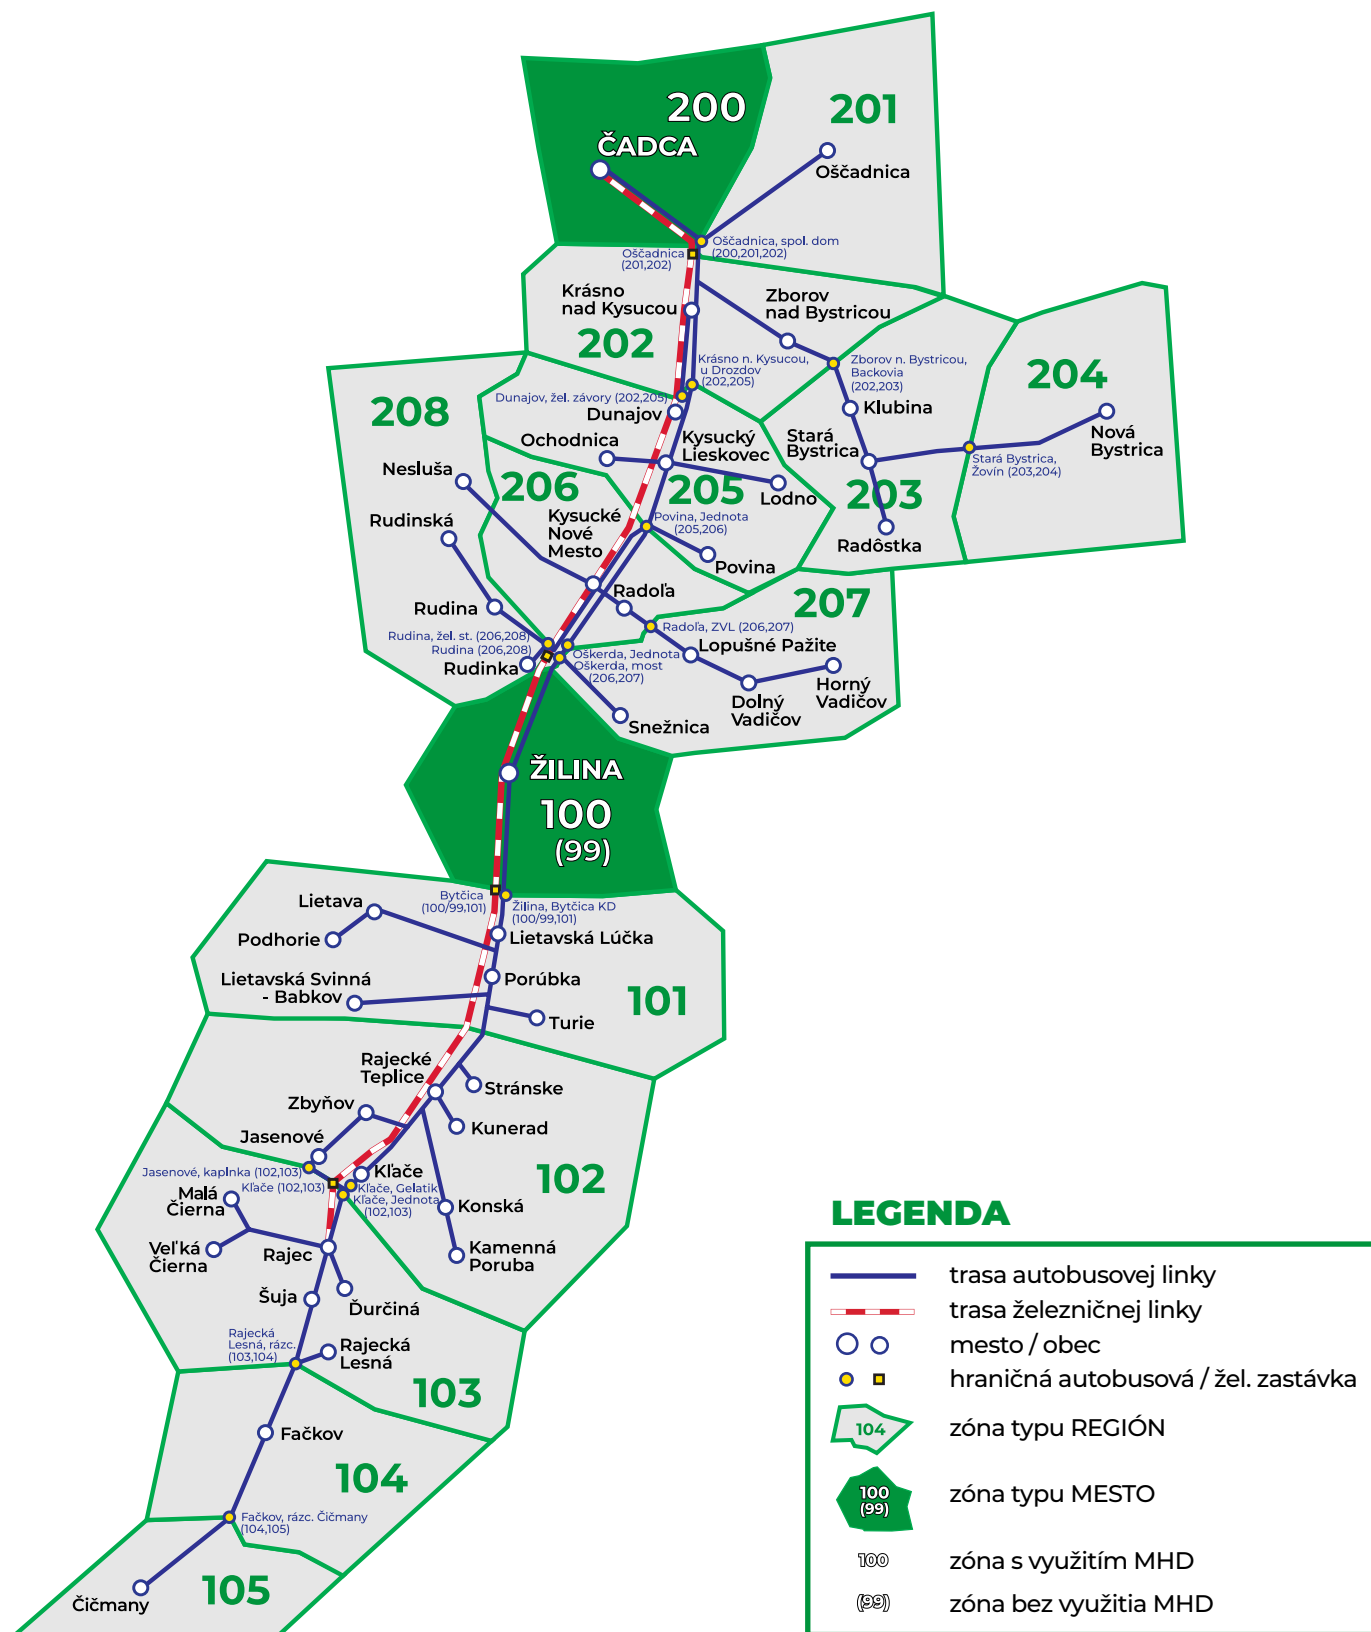 200
ČADCA
201
Oščadnica
Oščadnica, spol. dom
(200,201,202)
Oščadnica
(201,202)
Krásno
nad Kysucou
Zborov
nad Bystricou
202
Krásno n. Kysucou,
u Drozdov
(202,205)
Zborov n. Bystricou,
Backovia
(202,203)
204
208
Dunajov, žel. závory (202,205)
Dunajov
Klubina
Nová
Bystrica
Ochodnica
Kysucký
Lieskovec
Stará
Bystrica
Stará Bystrica,
Žovín (203,204)
Nesluša
206
205
Lodno
203
Rudinská
Kysucké
Nové
Mesto
Povina, Jednota
(205,206)
Radôstka
Povina
Radoľa
207
Rudina
Radoľa, ZVL (206,207)
Rudina, žel. st. (206,208)
Rudina (206,208)
Rudinka
Oškerda, Jednota
Oškerda, most
(206,207)
Lopušné Pažite
Dolný
Vadičov
Horný
Vadičov
Snežnica
ŽILINA
100
(99)
Bytčica
(100/99,101)
Žilina, Bytčica KD
(100/99,101)
Lietava
Podhorie
Lietavská Lúčka
Lietavská Svinná
- Babkov
Porúbka
101
Turie
Rajecké
Teplice
Stránske
Zbyňov
Kunerad
Jasenové
Jasenové, kaplnka (102,103)
Kľače (102,103)
Kľače
Kľače, Gelatik
Kľače, Jednota
(102,103)
102
Malá
Čierna
Konská
Veľká
Čierna
Rajec
Kamenná
Poruba
Šuja
Ďurčiná
Rajecká
Lesná, rázc.
(103,104)
Rajecká
Lesná
103
Fačkov
104
Fačkov, rázc. Čičmany
(104,105)
105
Čičmany
LEGENDA
trasa autobusovej linky
trasa železničnej linky
mesto / obec
hraničná autobusová / žel. zastávka
104
zóna typu REGIÓN
100
(99)
zóna typu MESTO
100
zóna s využitím MHD
(99)
zóna bez využitia MHD